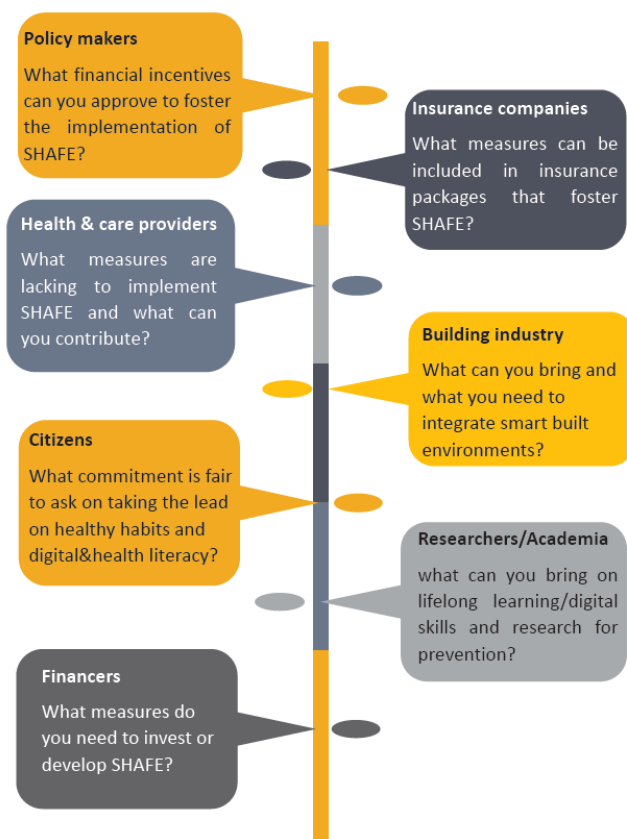 Policy makers
What financial incentives
can you approve to foster
the implementation of
SHAFE?
Insurance companies
What measures can be
included in insurance
packages that foster
SHAFE?
Health & care providers
What measures are
lacking to implement
SHAFE and what can
you contribute?
Building industry
What can you bring and
what you need to
integrate smart built
environments?
Citizens
What commitment is fair
to ask on taking the lead
on healthy habits and
digital&health literacy?
Researchers/Academia
what can you bring on
lifelong learning/digital
skills and research for
prevention?
Financers
What measures do
you need to invest or
develop SHAFE?